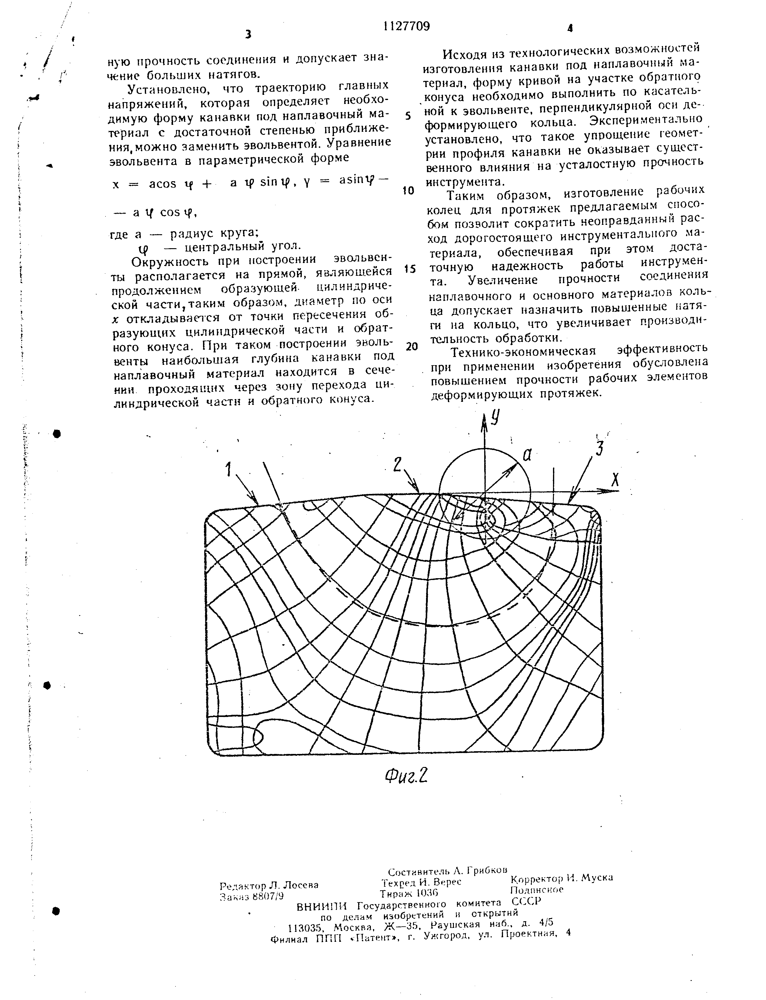 1127709
3
ную прочность соединения и допускает зна-
чение больших натягов.
Установлено, что траекторию главных
напряжений, которая определяет необхо-
димую форму канавки под наплавочный ма-
териал с достаточной степенью приближе-
ния, можно заменить эвольвентой. Уравнение
эвольвента в параметрической форме
x = acos φ + a φ sin φ, y = asinφ —
— a φ cos φ,
где a — радиус круга;
φ — центральный угол.
Окружность при построении эвольвен-
ты располагается на прямой, являющейся
продолжением образующей цилиндриче-
ской части, таким образом, диаметр по оси
x откладывается от точки пересечения об-
разующих цилиндрической части и обрат-
ного конуса. При таком построении эволь-
венты наибольшая глубина канавки под
наплавочный материал находится в сече-
нии проходящих через зону перехода ци-
линдрической части и обратного конуса.
4
Исходя из технологических возможностей
изготовления канавки под наплавочный ма-
териал, форму кривой на участке обратного
конуса необходимо выполнить по касатель-
5 ной к эвольвенте, перпендикулярной оси де-
формирующего кольца. Экспериментально
установлено, что такое упрощение геомет-
рии профиля канавки не оказывает сущест-
венного влияния на усталостную прочность
10 инструмента.
Таким образом, изготовление рабочих
колец для протяжек предлагаемым спосо-
бом позволит сократить неоправданный рас-
ход дорогостоящего инструментального ма-
териала, обеспечивая при этом доста-
15 точную надежность работы инструмен-
та. Увеличение прочности соединения
наплавочного и основного материалов коль-
ца допускает назначить повышенные натя-
ги на кольцо, что увеличивает производи-
20 тельность обработки.
Технико-экономическая эффективность
при применении изобретения обусловлена
повышением прочности рабочих элементов
деформирующих протяжек.
y
a
3
1
2
X
Фиг.2
Составитель А. Грибков
Редактор Л. Лосева Техред И. Верес Корректор И. Муска
Заказ 8807/9 Тираж 1036 Подписное
ВНИИПИ Государственного комитета СССР
по делам изобретений и открытий
113035, Москва, Ж—35, Раушская наб., д. 4/5
Филиал ППП «Патент», г. Ужгород, ул. Проектная, 4